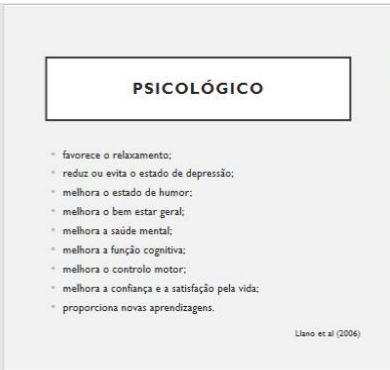 PSICOLÓGICO
• favorece o relaxamento;
• reduz ou evita o estado de depressão;
• melhora o estado de humor;
• melhora o bem estar geral;
• melhora a saúde mental;
• melhora a função cognitiva;
• melhora o controlo motor;
• melhora a confiança e a satisfação pela vida;
• proporciona novas aprendizagens.
Llano et al (2006)